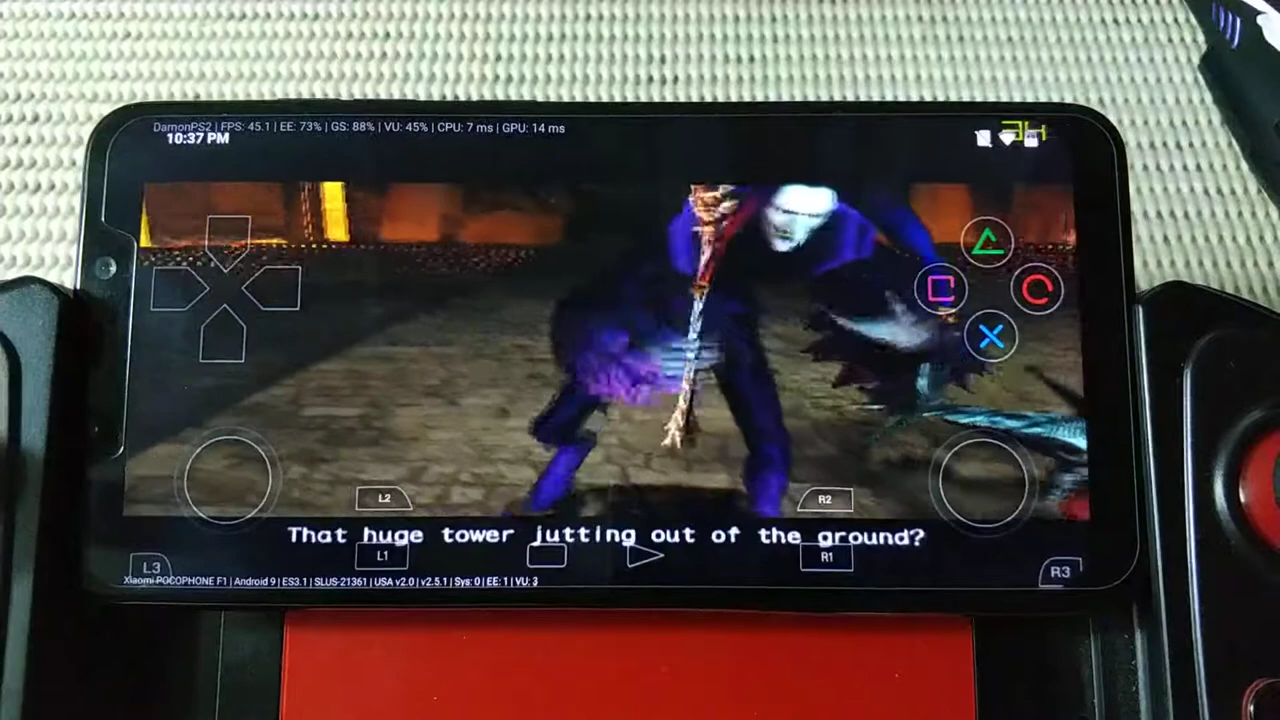 DamonPS2 | FPS: 45.1 | EE: 73% | GS: 88% | VU: 45% | CPU: 7 ms | GPU: 14 ms
10:37 PM
L2
R2
That huge tower jutting out of the ground?
L1
R1
L3
R3
Xiaomi POCOPHONE F1 | Android 9 | ES3.1 | SLUS-21361 | USA v2.0 | v2.5.1 | Sys: 0 | EE: 1 | VU: 3